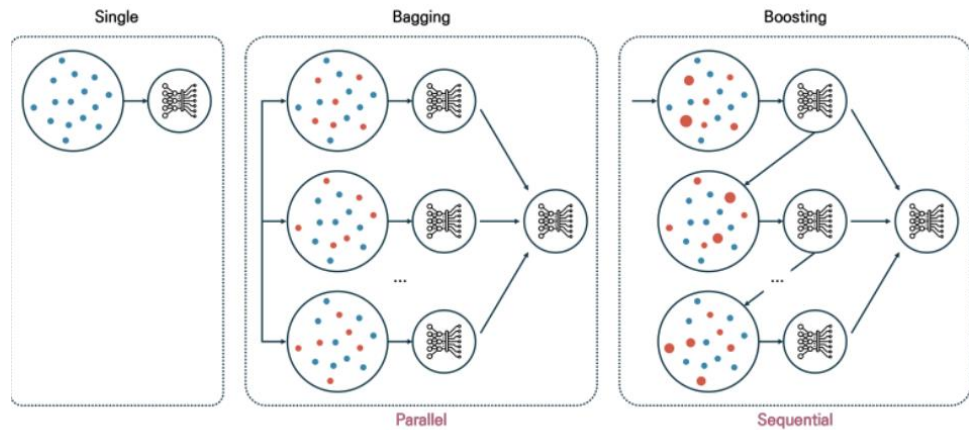 Single
Bagging
Boosting
...
...
Parallel
Sequential